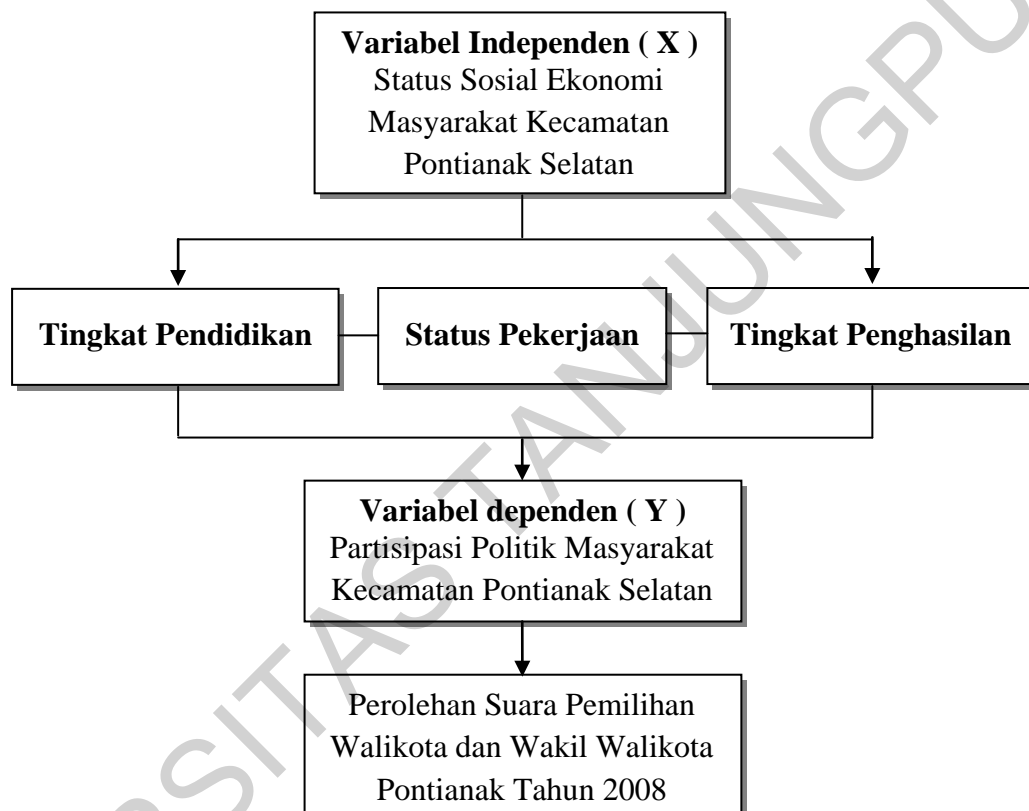 Variabel Independen ( X )
Status Sosial Ekonomi
Masyarakat Kecamatan
Pontianak Selatan
Tingkat Pendidikan
Status Pekerjaan
Tingkat Penghasilan
Variabel dependen ( Y )
Partisipasi Politik Masyarakat
Kecamatan Pontianak Selatan
Perolehan Suara Pemilihan
Walikota dan Wakil Walikota
Pontianak Tahun 2008